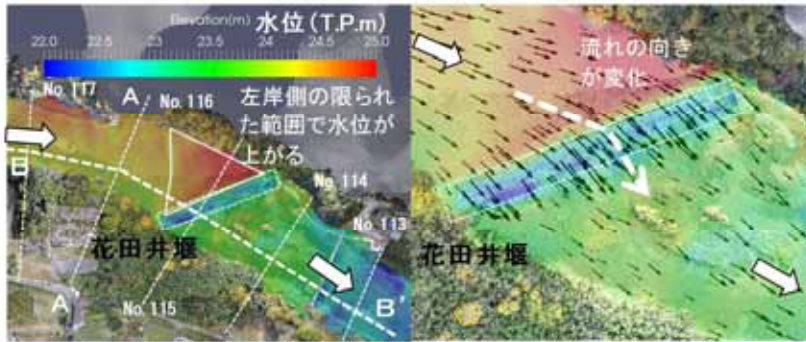 Elevation(m) 水位(T.P.m)
22.0 22.5 23 23.5 24 24.5 25.0
No.117
A
No.116
左岸側の限られ
た範囲で水位が
上がる
B
No.114
No.113
花田井堰
A'
No.115
B'
流れの向き
が変化
花田井堰